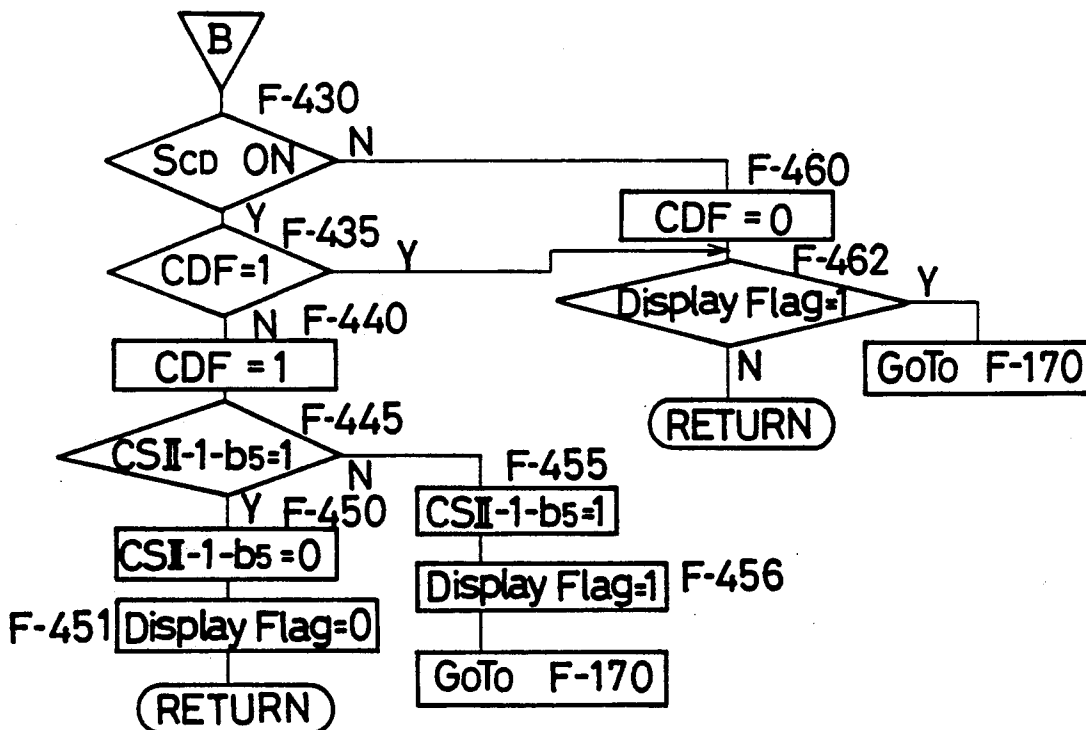 B
F-430
SCD ON
N
Y
F-460
CDF = 0
F-435
CDF=1
Y
N
F-462
Display Flag=1
Y
N
GoTo F-170
RETURN
F-440
CDF = 1
F-445
CSII-1-b5=1
N
Y
F-455
CSII-1-b5=1
F-450
CSII-1-b5=0
Display Flag=1
F-456
F-451
Display Flag=0
GoTo F-170
RETURN